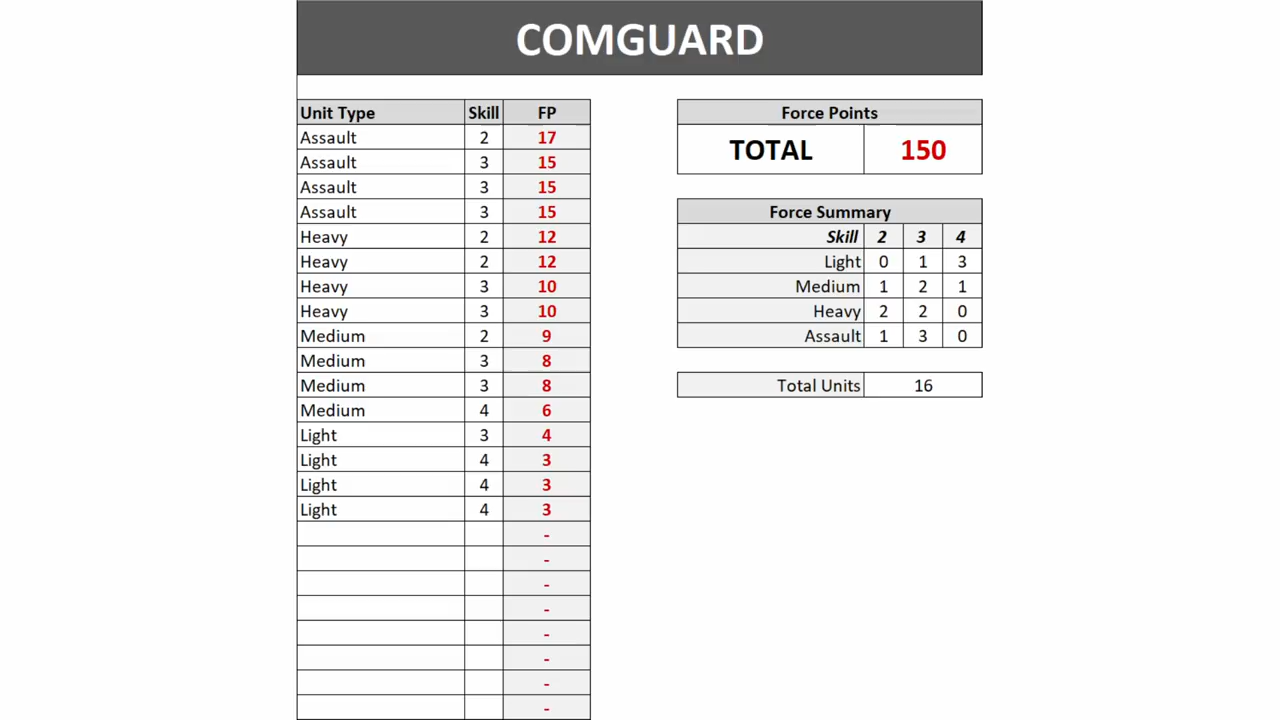 COMGUARD
Unit Type Skill FP
Assault 2 17
Assault 3 15
Assault 3 15
Assault 3 15
Heavy 2 12
Heavy 2 12
Heavy 3 10
Heavy 3 10
Medium 2 9
Medium 3 8
Medium 3 8
Medium 4 6
Light 3 4
Light 4 3
Light 4 3
Light 4 3
-
-
-
-
-
-
-
-
Force Points
TOTAL 150
Force Summary
Skill 2 3 4
Light 0 1 3
Medium 1 2 1
Heavy 2 2 0
Assault 1 3 0
Total Units 16